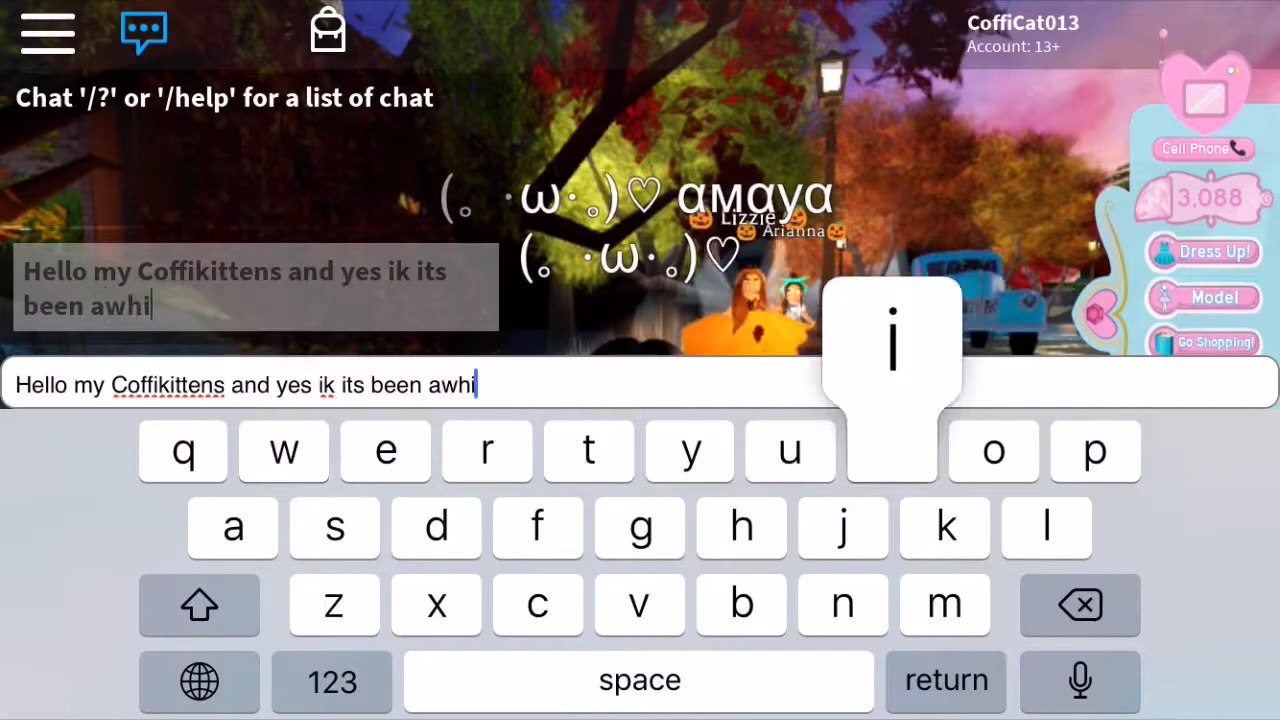 CoffiCat013
Account: 13+
Chat '/?' or '/help' for a list of chat
Cell Phone
3,088
(｡･ω･｡)♡ αмαуα
Lizzie
Arianna
(｡･ω･｡)♡
Dress Up!
Model
Go Shopping!
Hello my Coffikittens and yes ik its
been awhi
Hello my Coffikittens and yes ik its been awhi
i
q w e r t y u o p
a s d f g h j k l
z x c v b n m
123 space return